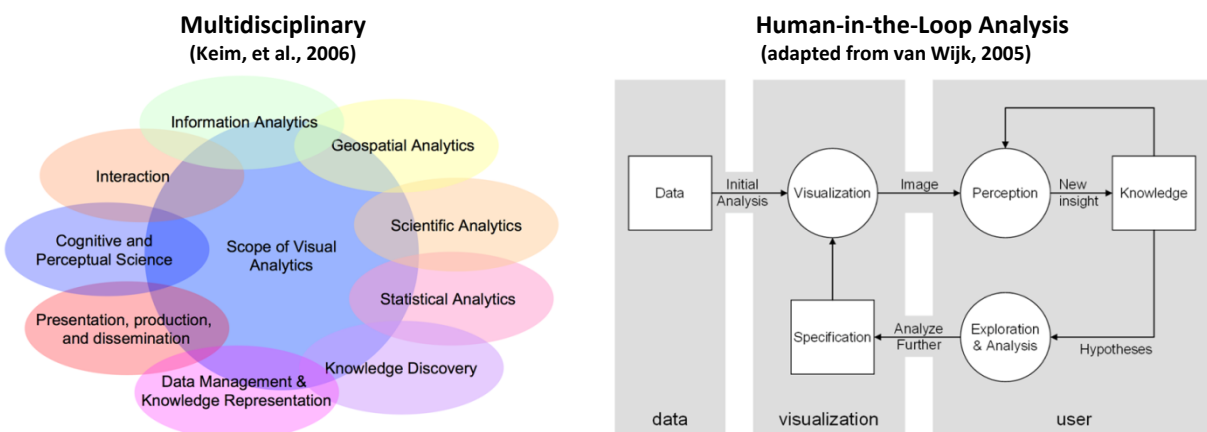 Multidisciplinary
(Keim, et al., 2006)
Information Analytics
Geospatial Analytics
Interaction
Scientific Analytics
Cognitive and
Perceptual Science
Scope of Visual
Analytics
Statistical Analytics
Presentation, production,
and dissemination
Knowledge Discovery
Data Management &
Knowledge Representation
Human-in-the-Loop Analysis
(adapted from van Wijk, 2005)
Data
Initial
Analysis
Visualization
Image
Perception
New
insight
Knowledge
Specification
Analyze
Further
Exploration
& Analysis
Hypotheses
data
visualization
user